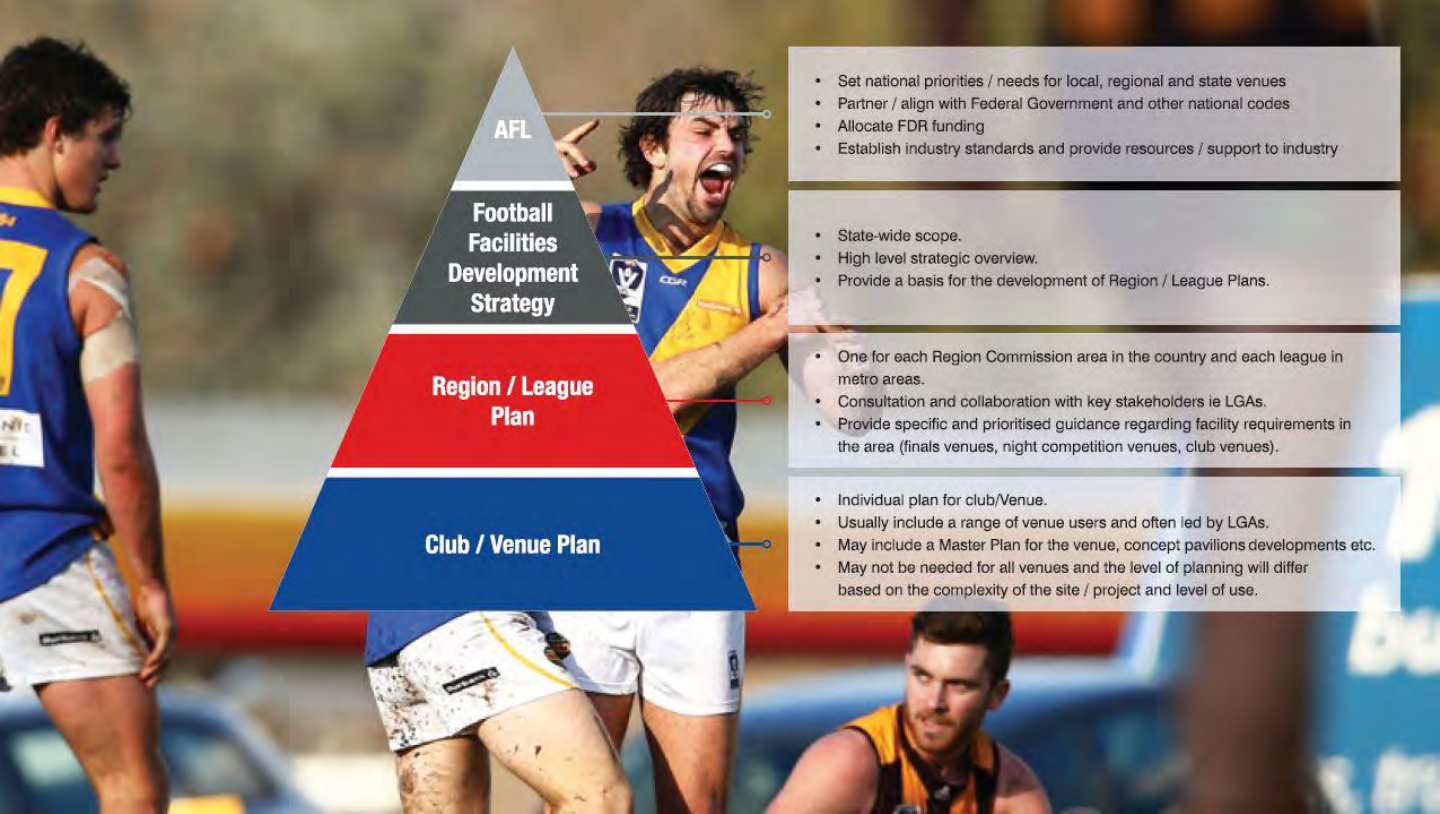 AFL
Football
Facilities
Development
Strategy
Region / League
Plan
Club / Venue Plan
• Set national priorities / needs for local, regional and state venues
• Partner / align with Federal Government and other national codes
• Allocate FDR funding
• Establish industry standards and provide resources / support to industry
• State-wide scope.
• High level strategic overview.
• Provide a basis for the development of Region / League Plans.
• One for each Region Commission area in the country and each league in
metro areas.
• Consultation and collaboration with key stakeholders ie LGAs.
• Provide specific and prioritised guidance regarding facility requirements in
the area (finals venues, night competition venues, club venues).
• Individual plan for club/Venue.
• Usually include a range of venue users and often led by LGAs.
• May include a Master Plan for the venue, concept pavilions developments etc.
• May not be needed for all venues and the level of planning will differ
based on the complexity of the site / project and level of use.
7
VFL